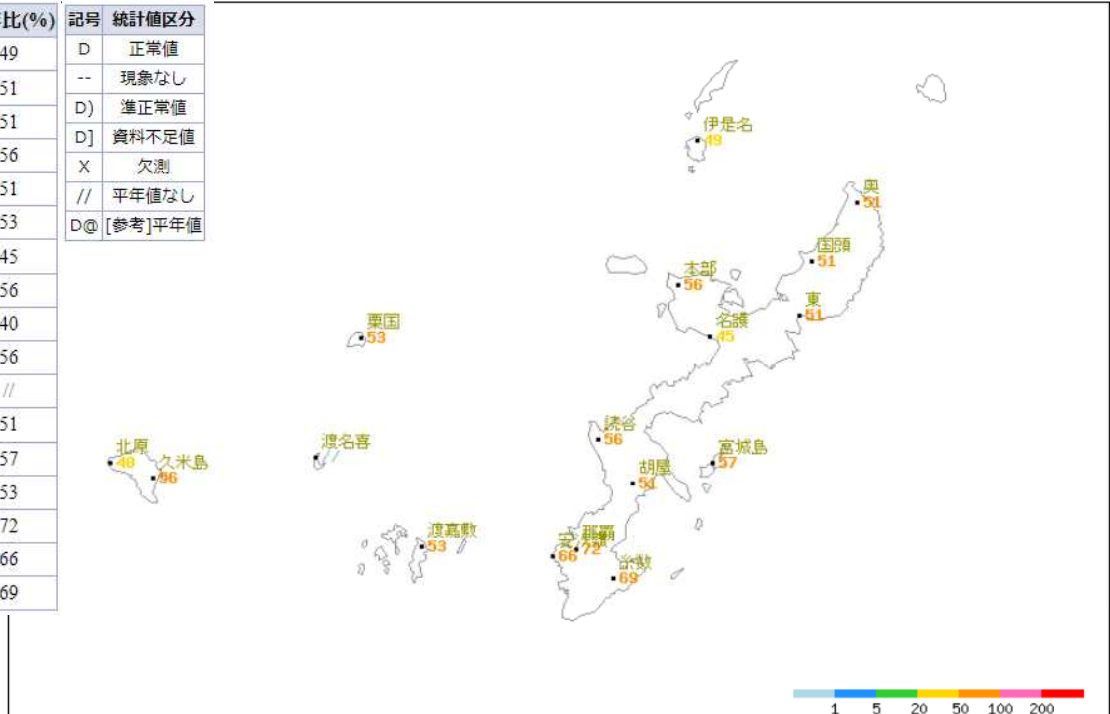 比(%)
49
51
51
56
51
53
45
56
40
56
//
51
57
53
72
66
69
記号 統計値区分
D 正常値
-- 現象なし
D) 準正常値
D] 資料不足値
X 欠測
// 平年値なし
D@ [参考]平年値
伊是名
49
奥
51
国頭
51
本部
56
東
51
名護
45
粟国
53
読谷
56
渡名喜
宮城島
57
北原
40
久米島
56
胡屋
51
渡嘉敷
53
那覇
72
66
糸数
69
1 5 20 50 100 200